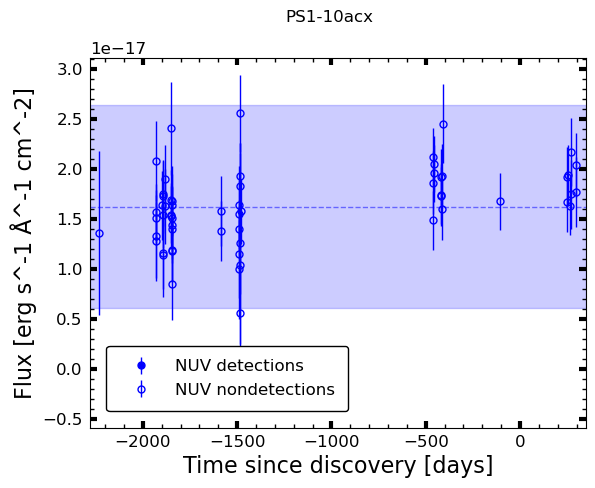 PS1-10acx
1e−17
3.0
2.5
2.0
1.5
1.0
0.5
0.0
−0.5
Flux [erg s^-1 Å^-1 cm^-2]
NUV detections
NUV nondetections
−2000 −1500 −1000 −500 0
Time since discovery [days]